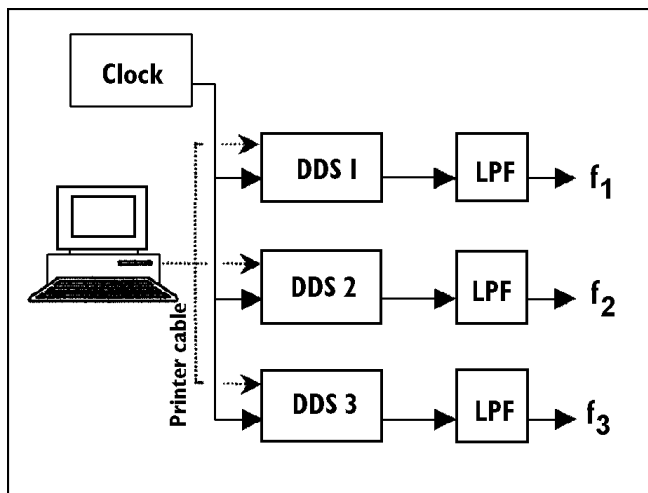 Clock
DDS 1
LPF
f1
DDS 2
LPF
f2
Printer cable
DDS 3
LPF
f3